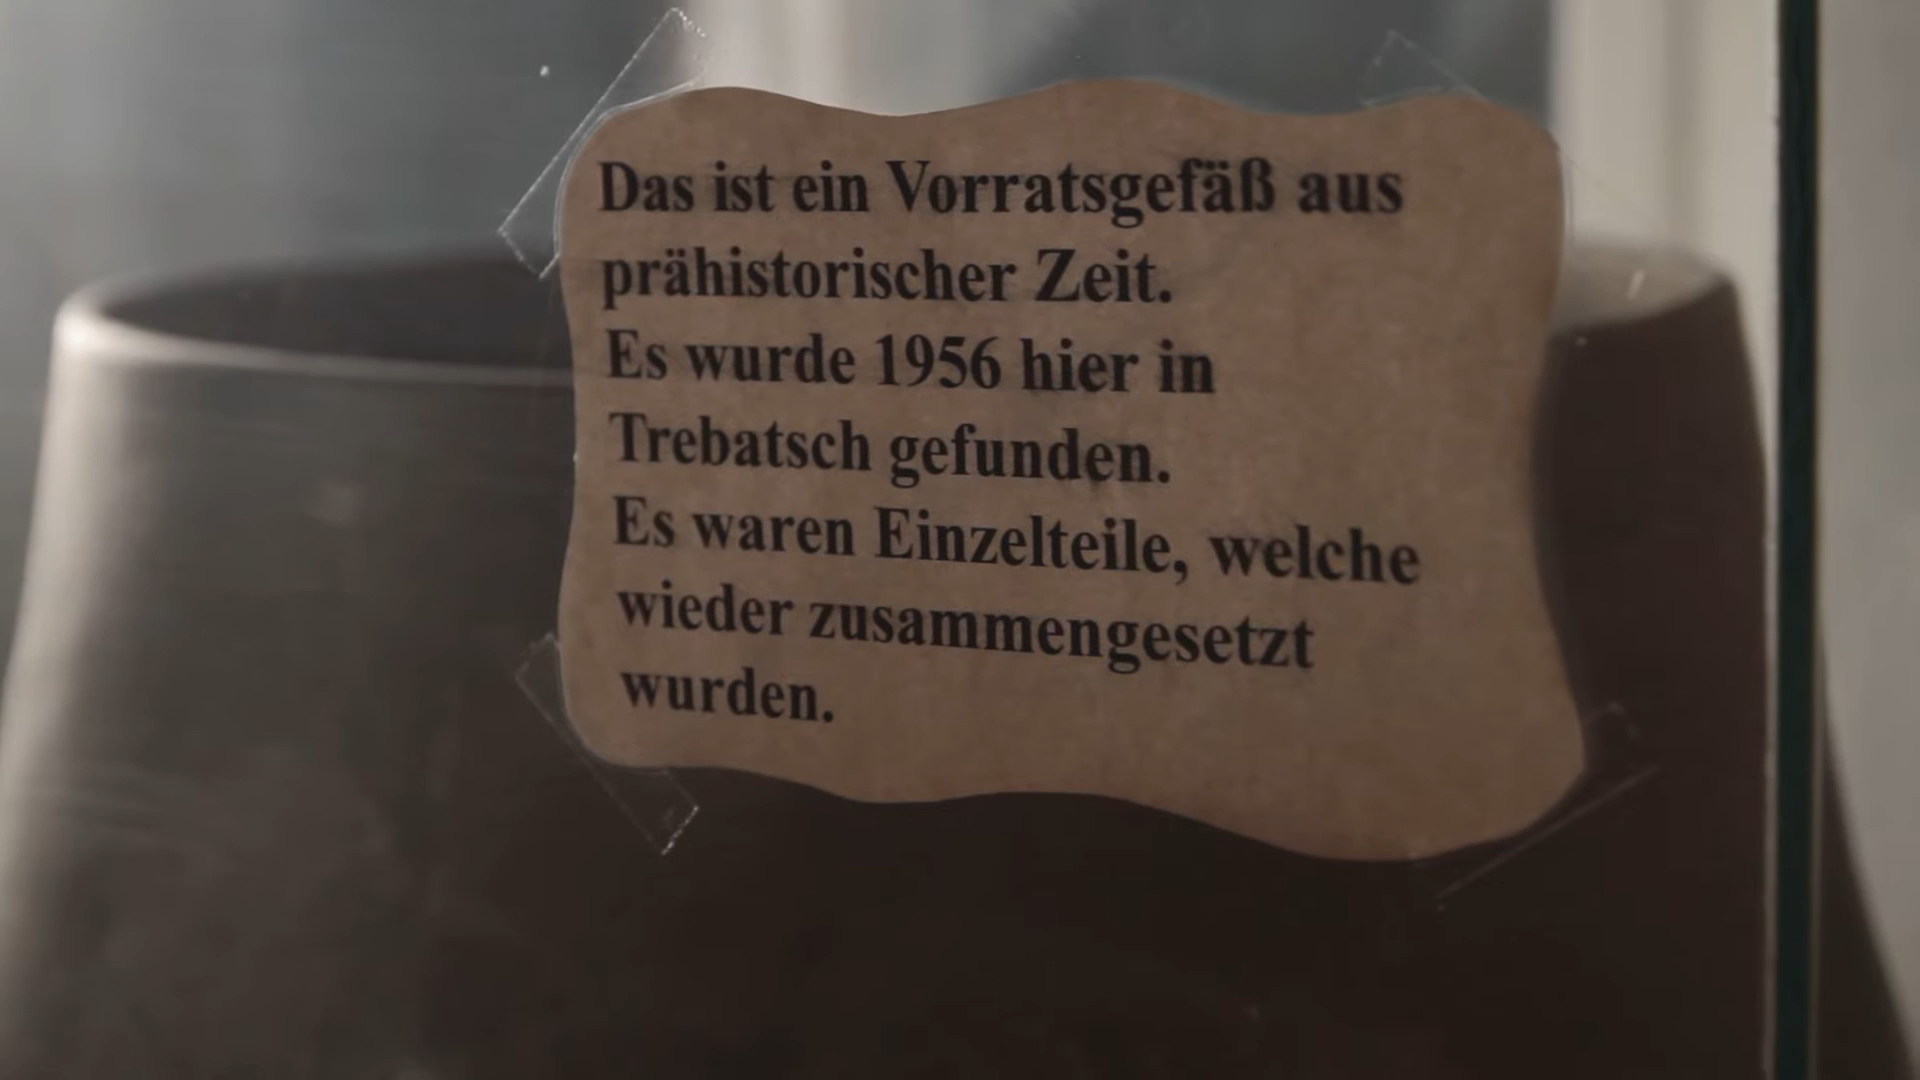 Das ist ein Vorratsgefäß aus
prähistorischer Zeit.
Es wurde 1956 hier in
Trebatsch gefunden.
Es waren Einzelteile, welche
wieder zusammengesetzt
wurden.